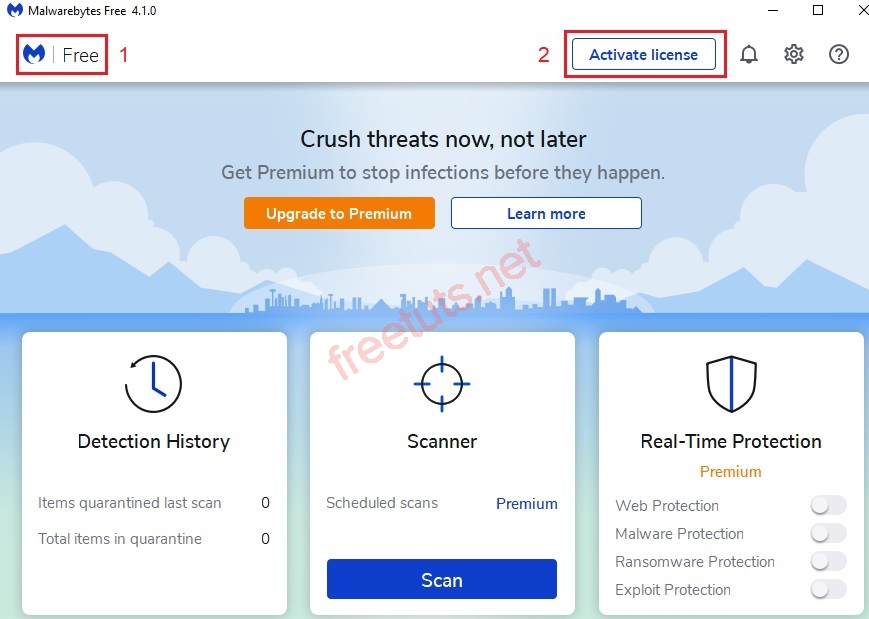 Malwarebytes Free 4.1.0
Free 1
2 Activate license
Crush threats now, not later
Get Premium to stop infections before they happen.
Upgrade to Premium Learn more
freetuts.net
Detection History
Items quarantined last scan 0
Total items in quarantine 0
Scanner
Scheduled scans Premium
Scan
Real-Time Protection
Premium
Web Protection
Malware Protection
Ransomware Protection
Exploit Protection